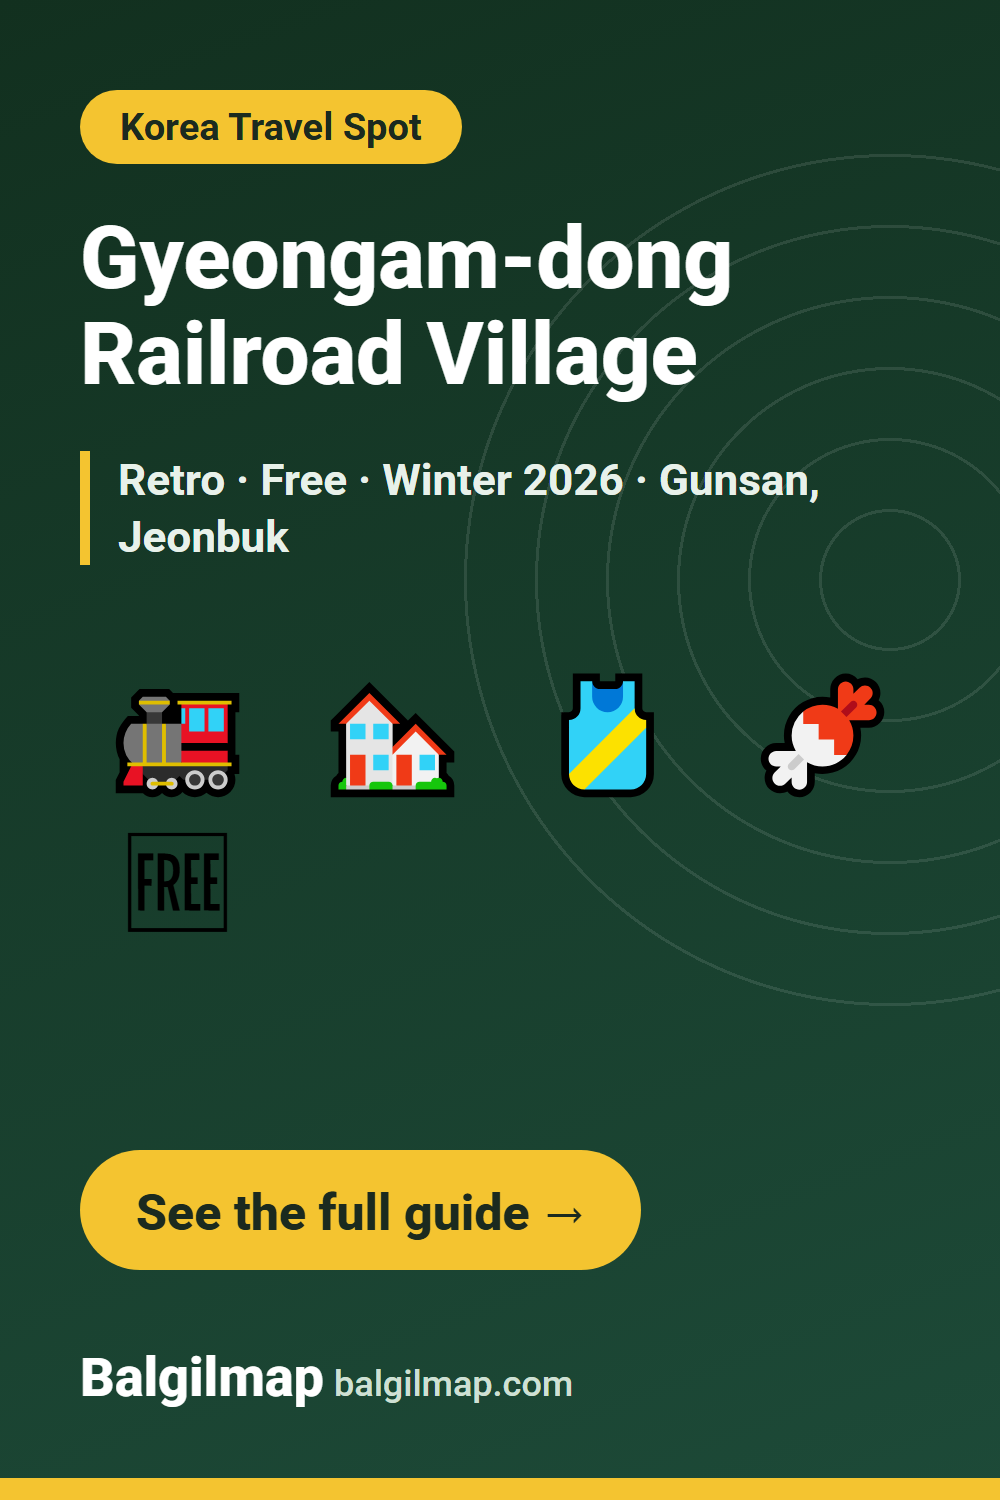 Korea Travel Spot
Gyeongam-dong
Railroad Village
Retro · Free · Winter 2026 · Gunsan,
Jeonbuk
FREE
See the full guide →
Balgilmap balgilmap.com